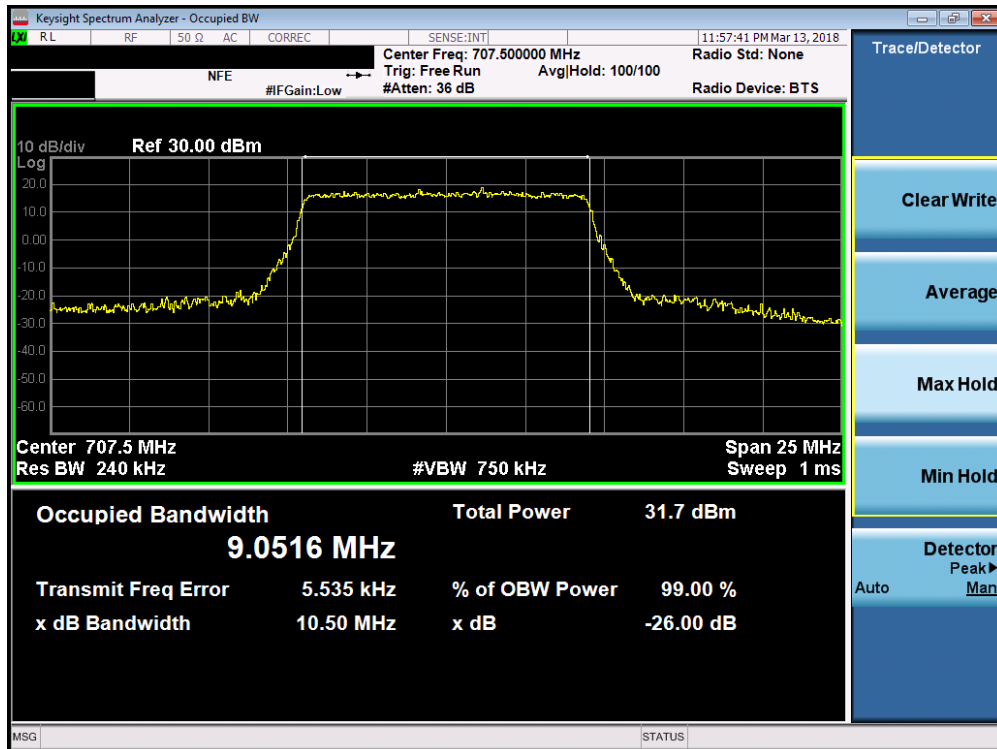 Keysight Spectrum Analyzer - Occupied BW
LXI RL RF 50 Ω AC CORREC SENSE:INT 11:57:41 PM Mar 13, 2018
Center Freq: 707.500000 MHz Radio Std: None
NFE Trig: Free Run Avg|Hold: 100/100
#IFGain:Low #Atten: 36 dB Radio Device: BTS
10 dB/div Ref 30.00 dBm
Log
20.0
10.0
0.00
-10.0
-20.0
-30.0
-40.0
-50.0
-60.0
Center 707.5 MHz Span 25 MHz
Res BW 240 kHz #VBW 750 kHz Sweep 1 ms
Occupied Bandwidth Total Power 31.7 dBm
9.0516 MHz
Transmit Freq Error 5.535 kHz % of OBW Power 99.00 %
x dB Bandwidth 10.50 MHz x dB -26.00 dB
MSG STATUS
Trace/Detector
Clear Write
Average
Max Hold
Min Hold
Detector
Peak▶
Auto Man